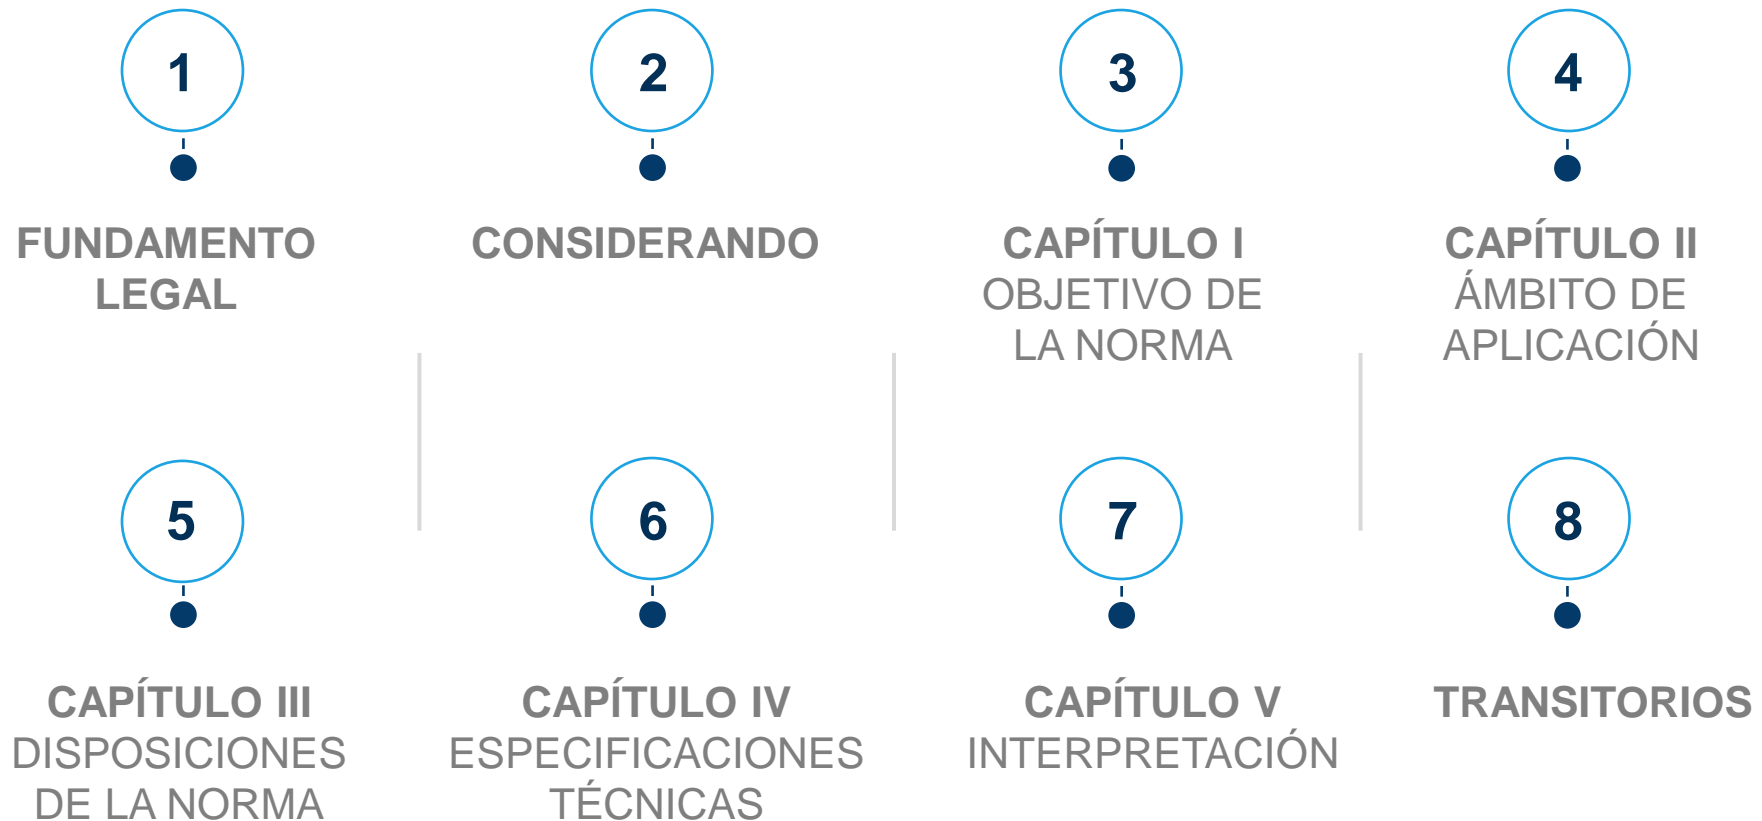 1
FUNDAMENTO
LEGAL
2
CONSIDERANDO
3
CAPÍTULO I
OBJETIVO DE
LA NORMA
4
CAPÍTULO II
ÁMBITO DE
APLICACIÓN
5
CAPÍTULO III
DISPOSICIONES
DE LA NORMA
6
CAPÍTULO IV
ESPECIFICACIONES
TÉCNICAS
7
CAPÍTULO V
INTERPRETACIÓN
8
TRANSITORIOS